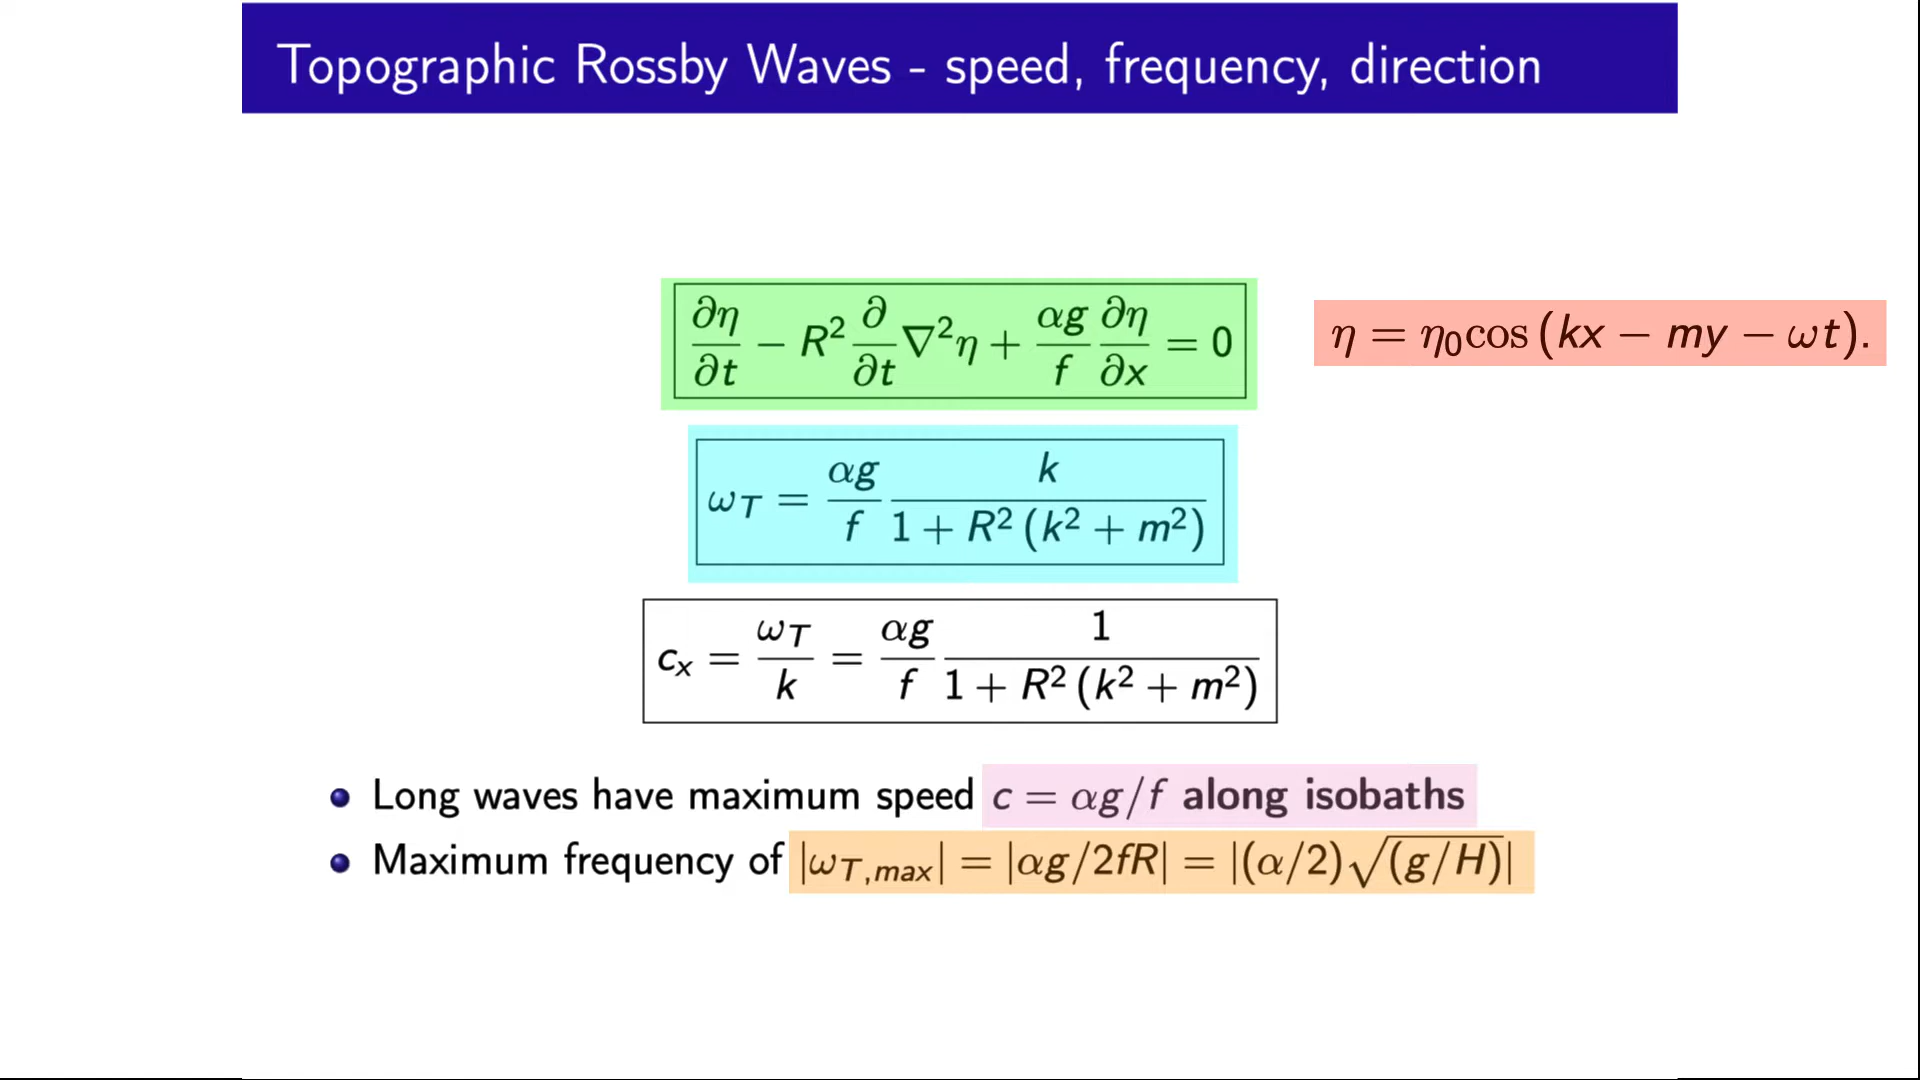 Topographic Rossby Waves - speed, frequency, direction
∂η/∂t − R² ∂/∂t ∇²η + αg/f ∂η/∂x = 0
η = η₀cos (kx − my − ωt).
ω_T = αg/f k/(1 + R² (k² + m²))
c_x = ω_T/k = αg/f 1/(1 + R² (k² + m²))
• Long waves have maximum speed c = αg/f along isobaths
• Maximum frequency of |ω_T,max| = |αg/2fR| = |(α/2)√(g/H)|